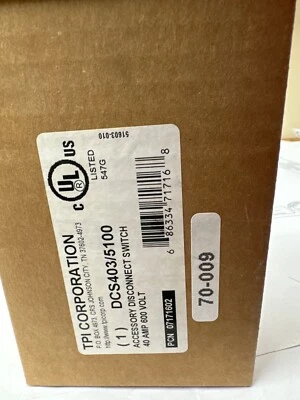 51603-010
C UL US
LISTED
547G
TPI CORPORATION
P.O. BOX 4973, CRS JOHNSON CITY, TN 37602-4973
http://www.tpicorp.com
(1) DCS403/5100
ACCESSORY DISCONNECT SWITCH
40 AMP 600 VOLT
PCN 07171602
6 86334 71716 8
70-009